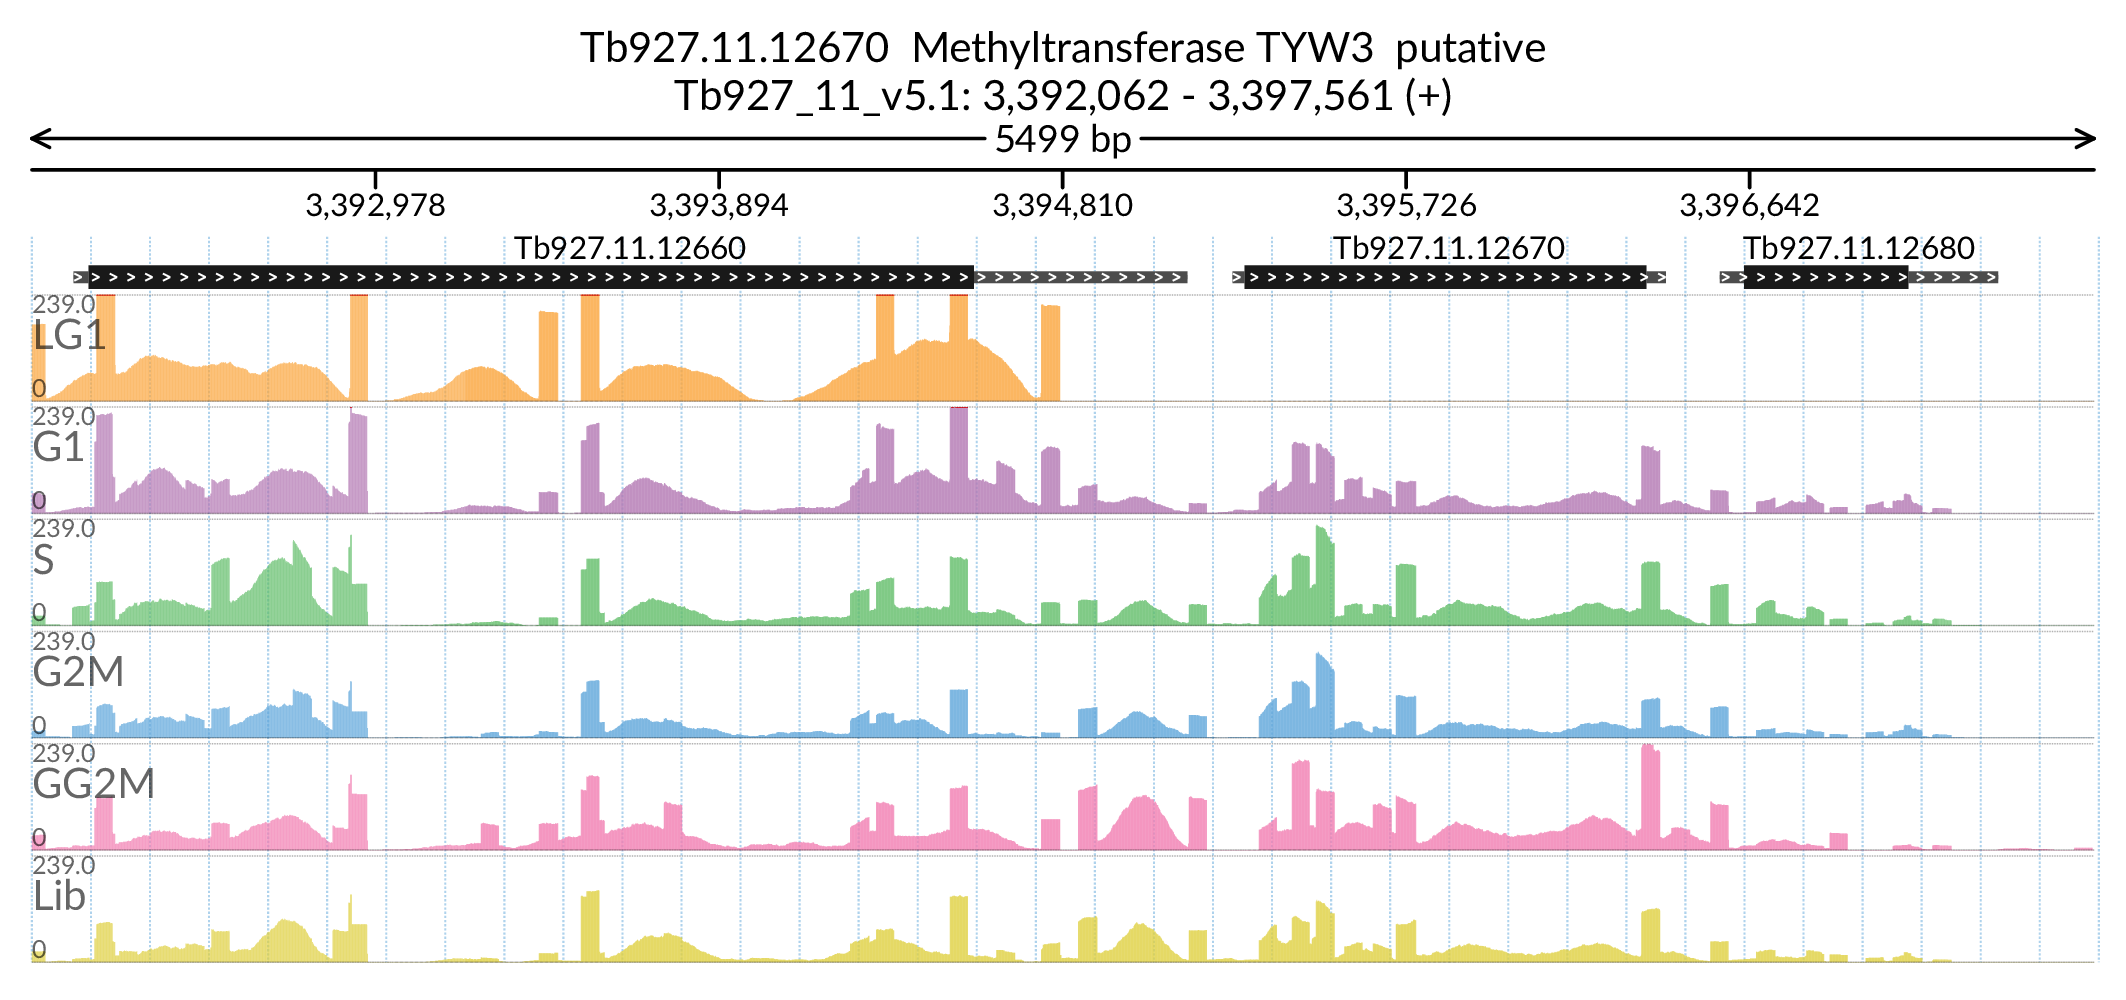 Tb927.11.12670 Methyltransferase TYW3 putative
Tb927_11_v5.1: 3,392,062 - 3,397,561 (+)
5499 bp
3,392,978 3,393,894 3,394,810 3,395,726 3,396,642
Tb927.11.12660 Tb927.11.12670 Tb927.11.12680
239.0
LG1
0
239.0
G1
0
239.0
S
0
239.0
G2M
0
239.0
GG2M
0
239.0
Lib
0